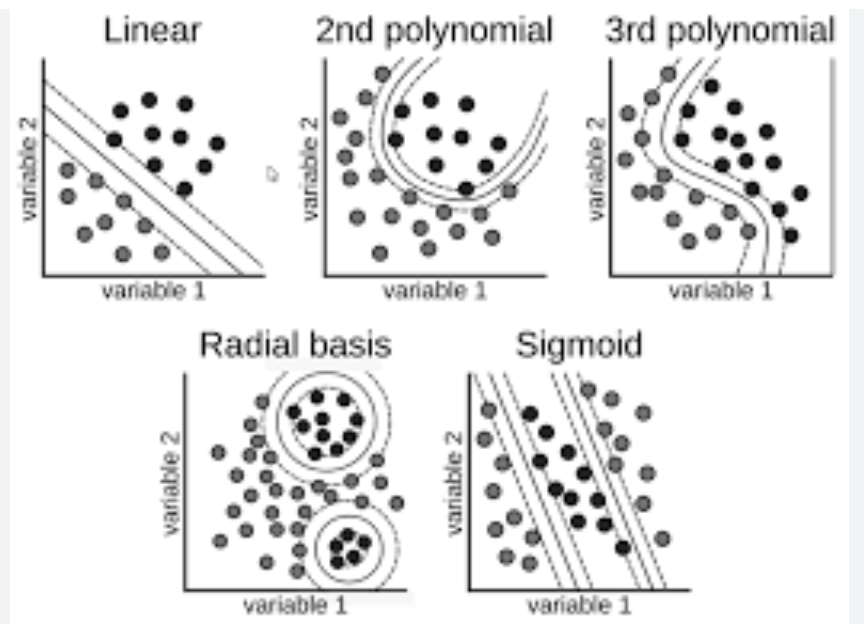 Linear
2nd polynomial
3rd polynomial
variable 2
variable 2
variable 2
variable 1
variable 1
variable 1
Radial basis
Sigmoid
variable 2
variable 2
variable 1
variable 1